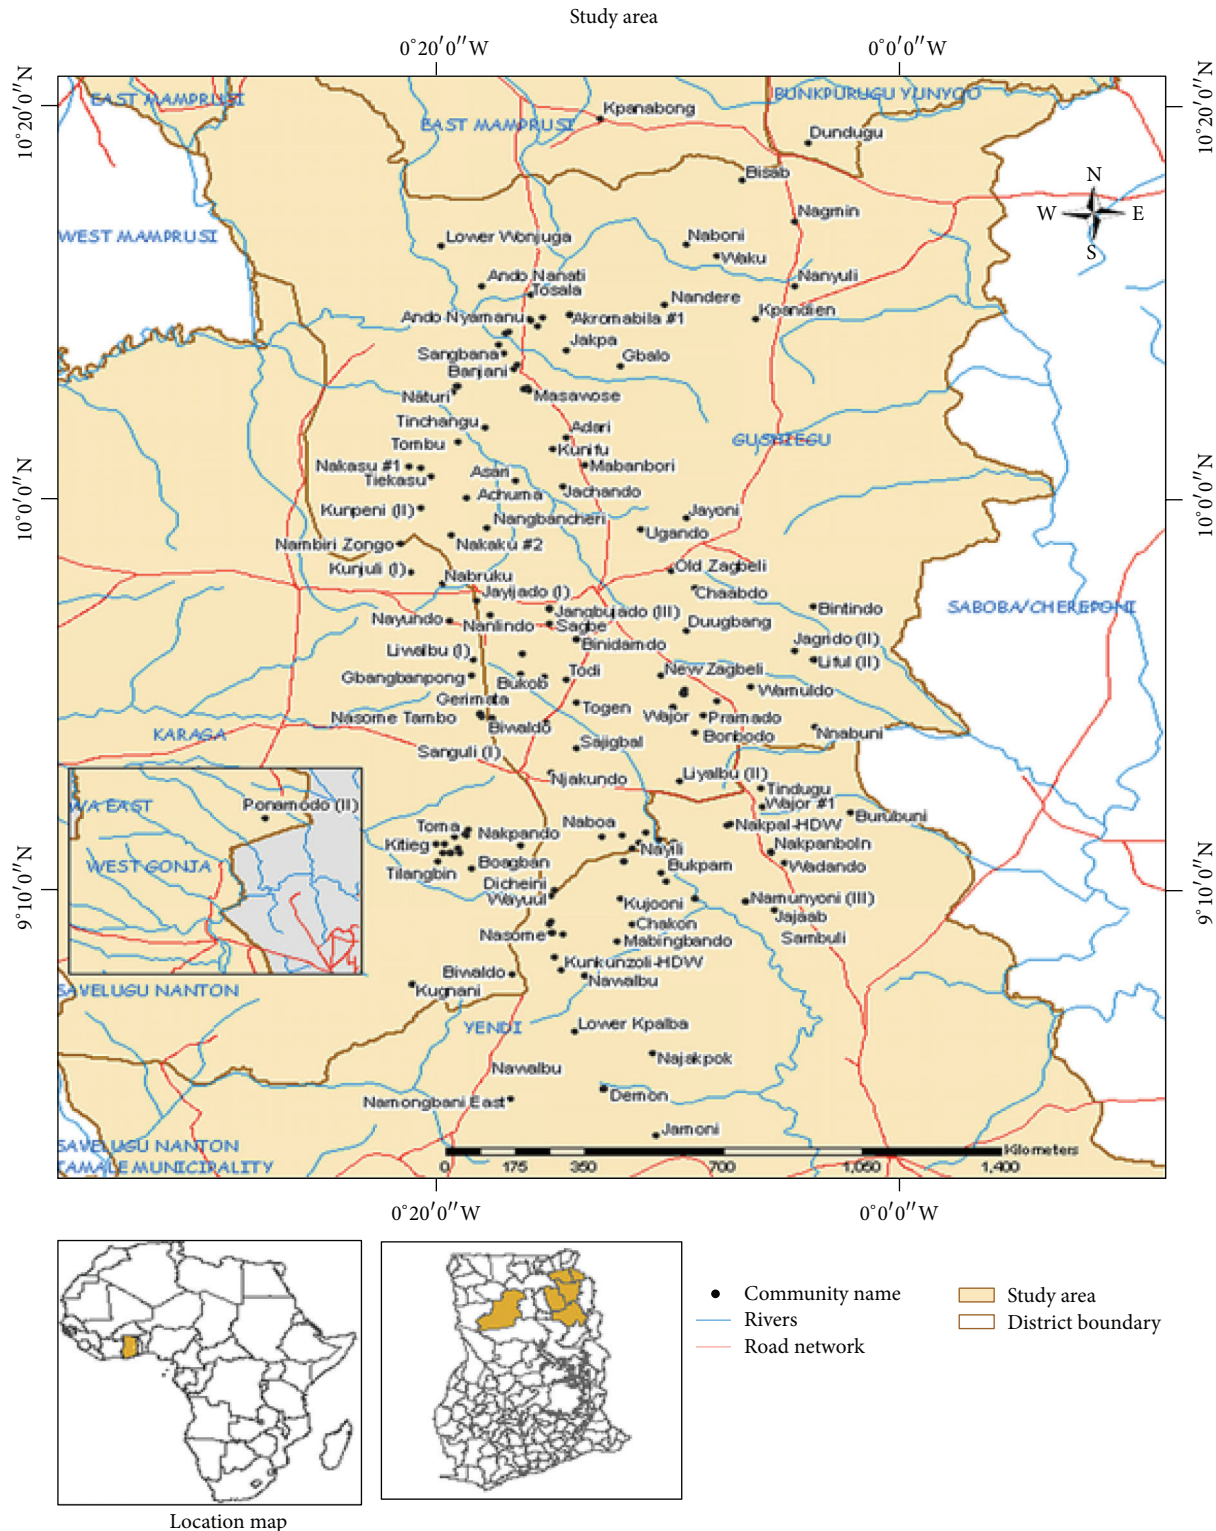 Study area
0°20′0″W
0°0′0″W
10°20′0″N
10°20′0″N
EAST MAMPRUSI
BUNKPURUGU YUNYOO
Kpanabong
EAST MAMPRUSI
Dundugu
Bisab
N
W
E
S
Nagmin
WEST MAMPRUSI
Lower Wonjuga
Naboni
Waku
Ando Nanati
Tosala
Nanyuli
Nandere
Ando Nyamanu
Akromabila #1
Kpandien
Jakpa
Sangbana
Gbalo
Banjani
Naturi
Masawose
Tinchangu
Adari
Tombu
GUSHIEGU
Kunifu
Nakasu #1
Mabanbori
Tiekasu
Asari
Achuma
Jachando
10°0′0″N
10°0′0″N
Kunpeni (II)
Nangbancheri
Jayoni
Ugando
Nambiri Zongo
Nakaku #2
Kunjuli (I)
Nabruku
Old Zagbeli
Jayijado (I)
Chaabdo
Jangbujado (III)
Bintindo
SABOBA/CHEREPONI
Nayundo
Nanlindo
Sagbe
Duugbang
Binidamdo
Jagrido (II)
Liwalbu (I)
Liful (II)
Gbangbanpong
Bukob
Todi
New Zagbeli
Gerimata
Wamuldo
Nasome Tambo
Togen
Wajor
Pramado
Biwaldo
KARAGA
Bonbodo
Nnabuni
Sanguli (I)
Sajigbal
Njakundo
Liyalbu (II)
Tindugu
WA EAST
Ponamodo (II)
Wajor #1
Burubuni
Toma
Nakpando
Naboa
Nakpal-HDW
Kitieg
Nayili
Nakpanboln
WEST GONJA
Boagban
Bukpam
Wadando
Tilangbin
9°10′0″N
9°10′0″N
Dicheini
Wayuul
Kujooni
Namunyoni (III)
Jajaab
Chakon
Nasome
Mabingbando
Sambuli
Kunkunzoli-HDW
Biwaldo
Nawalbu
Kugnani
SAVELUGU NANTON
YENDI
Lower Kpalba
Najakpok
Nawalbu
Demon
Namongbani East
Jamoni
SAVELUGU NANTON
TAMALE MUNICIPALITY
Kilometers
0 175 350 700 1,050 1,400
0°20′0″W
0°0′0″W
Community name
Rivers
Road network
Study area
District boundary
Location map